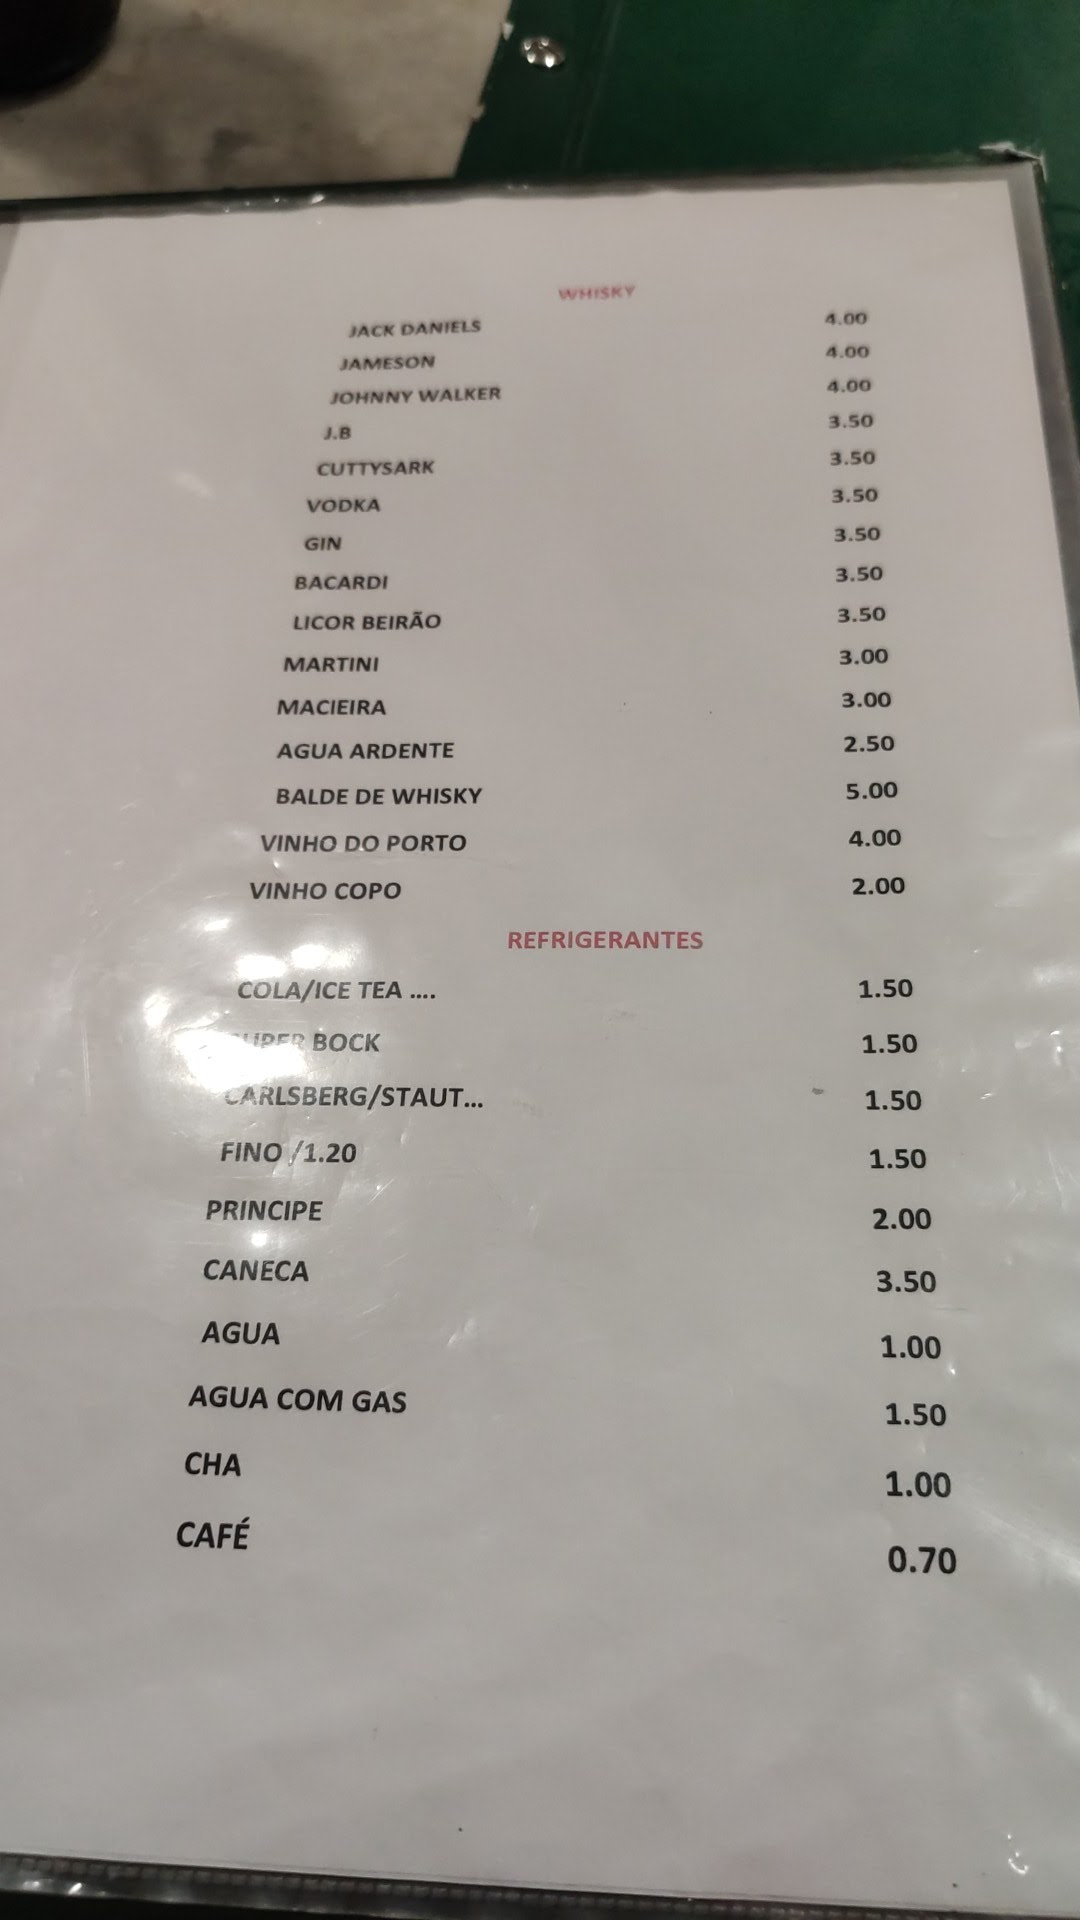 WHISKY
JACK DANIELS 4.00
JAMESON 4.00
JOHNNY WALKER 4.00
J.B 3.50
CUTTYSARK 3.50
VODKA 3.50
GIN 3.50
BACARDI 3.50
LICOR BEIRÃO 3.50
MARTINI 3.00
MACIEIRA 3.00
AGUA ARDENTE 2.50
BALDE DE WHISKY 5.00
VINHO DO PORTO 4.00
VINHO COPO 2.00
REFRIGERANTES
COLA/ICE TEA .... 1.50
SUPER BOCK 1.50
CARLSBERG/STAUT... 1.50
FINO /1.20 1.50
PRINCIPE 2.00
CANECA 3.50
AGUA 1.00
AGUA COM GAS 1.50
CHA 1.00
CAFÉ 0.70